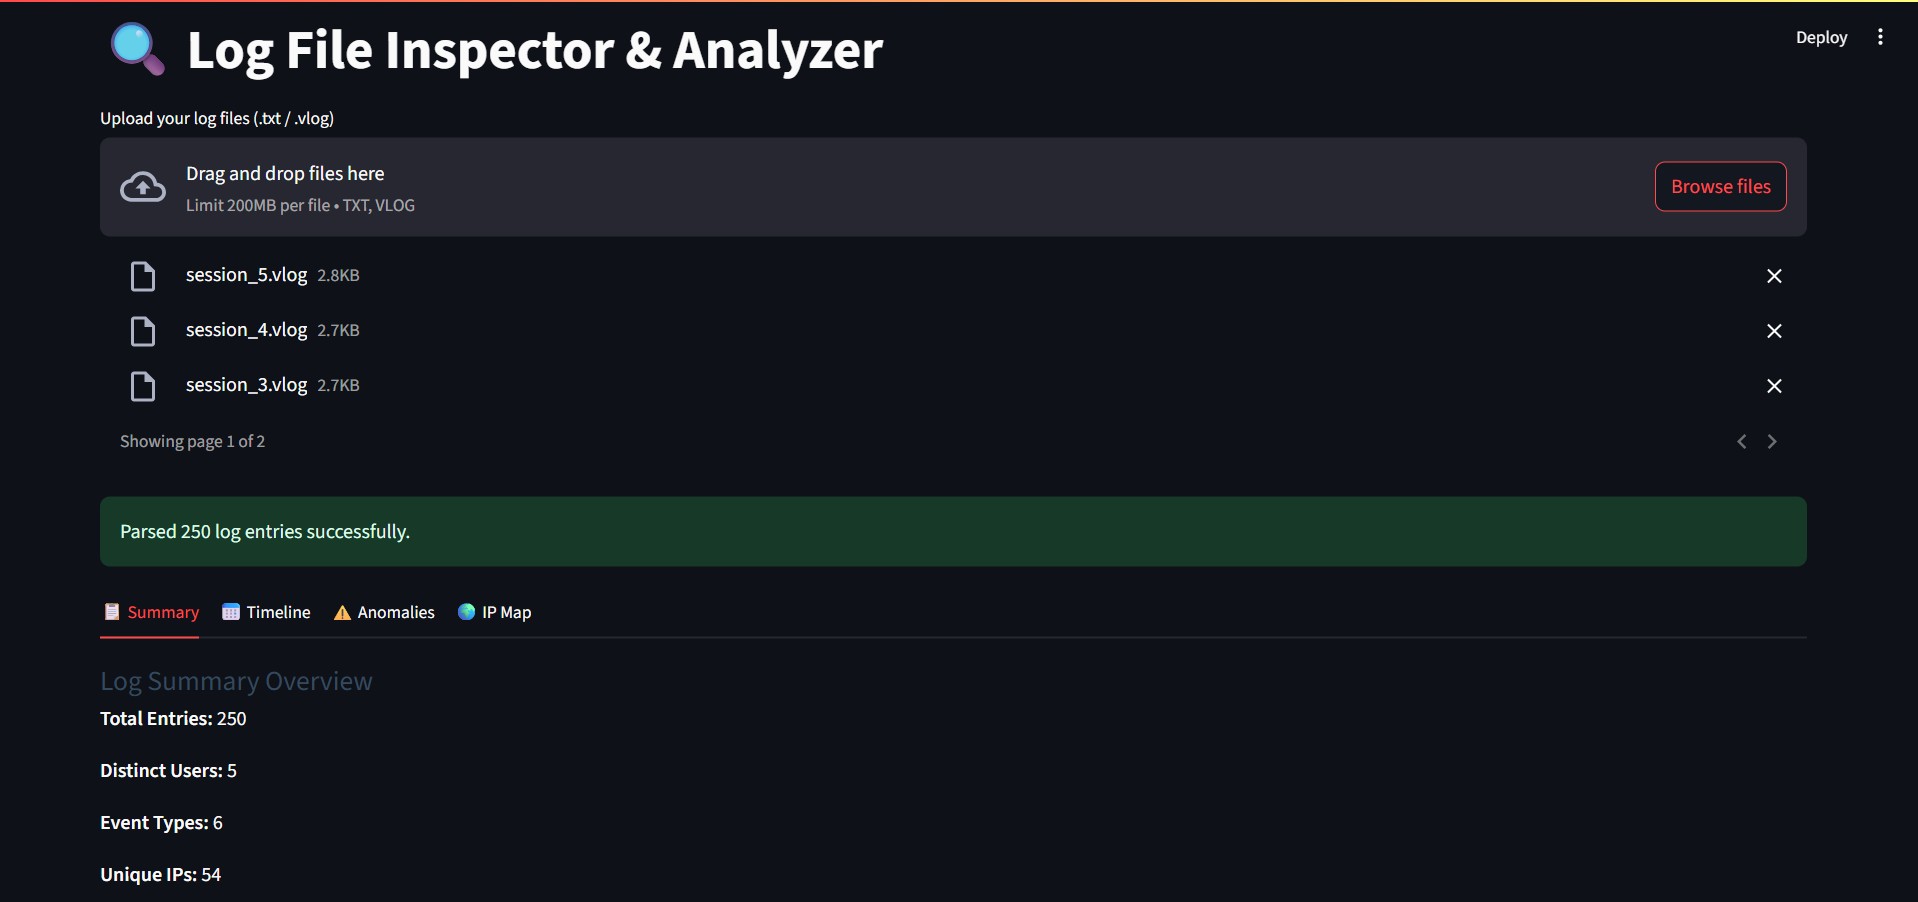 Log File Inspector & Analyzer
Deploy
Upload your log files (.txt / .vlog)
Drag and drop files here
Limit 200MB per file • TXT, VLOG
Browse files
session_5.vlog 2.8KB
session_4.vlog 2.7KB
session_3.vlog 2.7KB
Showing page 1 of 2
Parsed 250 log entries successfully.
Summary Timeline Anomalies IP Map
Log Summary Overview
Total Entries: 250
Distinct Users: 5
Event Types: 6
Unique IPs: 54